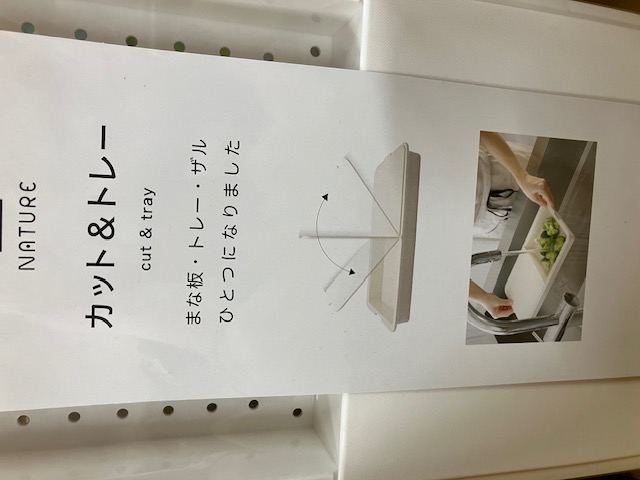 NATURE
カット&トレー
cut & tray
まな板・トレー・ザル
ひとつになりました